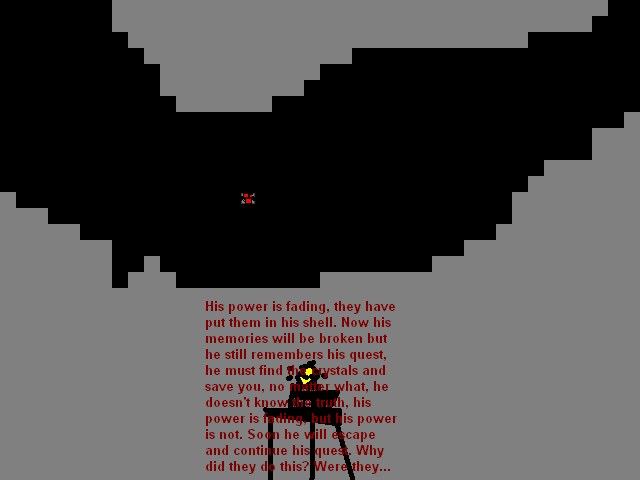 His power is fading, they have
put them in his shell. Now his
memories will be broken but
he still remembers his quest,
he must find the crystals and
save you, no matter what, he
doesn't know the truth, his
power is fading, but his power
is not. Soon he will escape
and continue his quest. Why
did they do this? Were they...